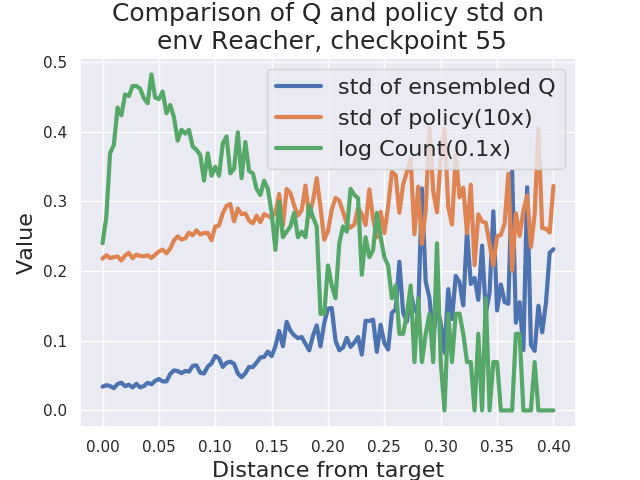 Comparison of Q and policy std on
env Reacher, checkpoint 55
0.5
0.4
0.3
0.2
0.1
0.0
Value
std of ensembled Q
std of policy(10x)
log Count(0.1x)
0.00 0.05 0.10 0.15 0.20 0.25 0.30 0.35 0.40
Distance from target